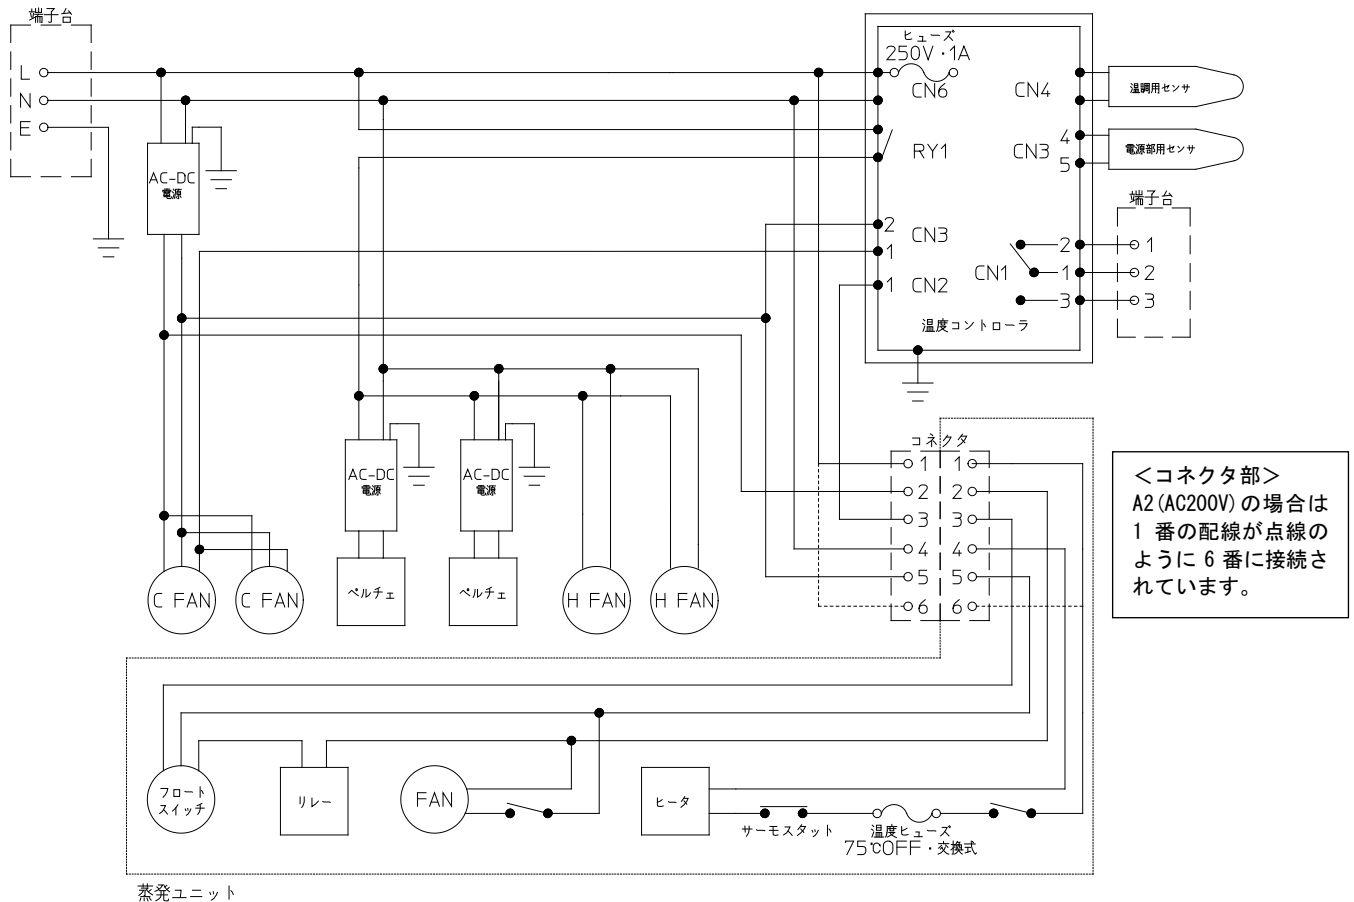 端子台
L
N
E
AC-DC
電源
ヒューズ
250V・1A
CN6
CN4
温調用センサ
RY1
CN3
4
5
電源部用センサ
端子台
2
CN3
1
1
CN2
CN1
2
1
3
1
2
3
温度コントローラ
コネクタ
1
1
2
2
3
3
4
4
5
5
6
6
<コネクタ部>
A2(AC200V)の場合は
1 番の配線が点線の
ように 6 番に接続さ
れています。
AC-DC
電源
AC-DC
電源
C FAN
C FAN
ペルチェ
ペルチェ
H FAN
H FAN
フロート
スイッチ
リレー
FAN
ヒータ
サーモスタット
温度ヒューズ
75℃OFF・交換式
蒸発ユニット